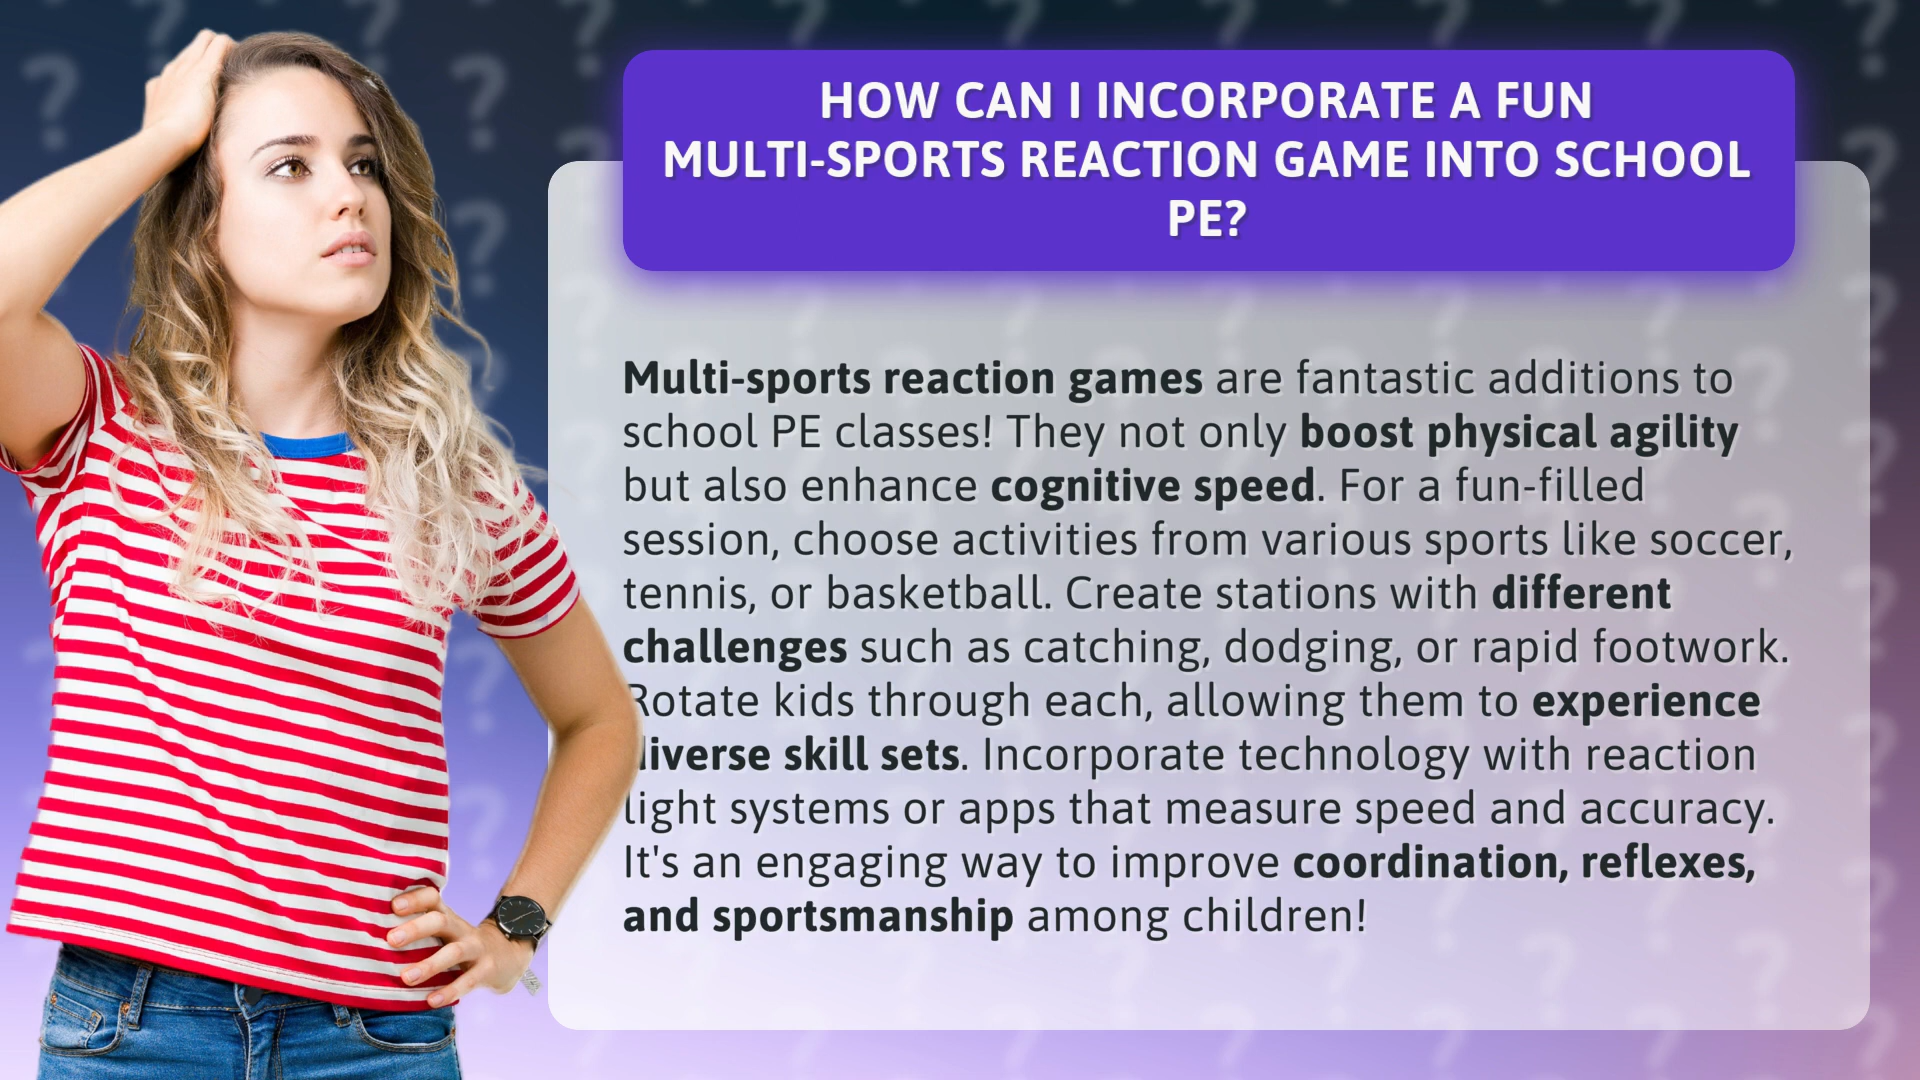 HOW CAN I INCORPORATE A FUN
MULTI-SPORTS REACTION GAME INTO SCHOOL
PE?
Multi-sports reaction games are fantastic additions to
school PE classes! They not only boost physical agility
but also enhance cognitive speed. For a fun-filled
session, choose activities from various sports like soccer,
tennis, or basketball. Create stations with different
challenges such as catching, dodging, or rapid footwork.
Rotate kids through each, allowing them to experience
diverse skill sets. Incorporate technology with reaction
light systems or apps that measure speed and accuracy.
It's an engaging way to improve coordination, reflexes,
and sportsmanship among children!